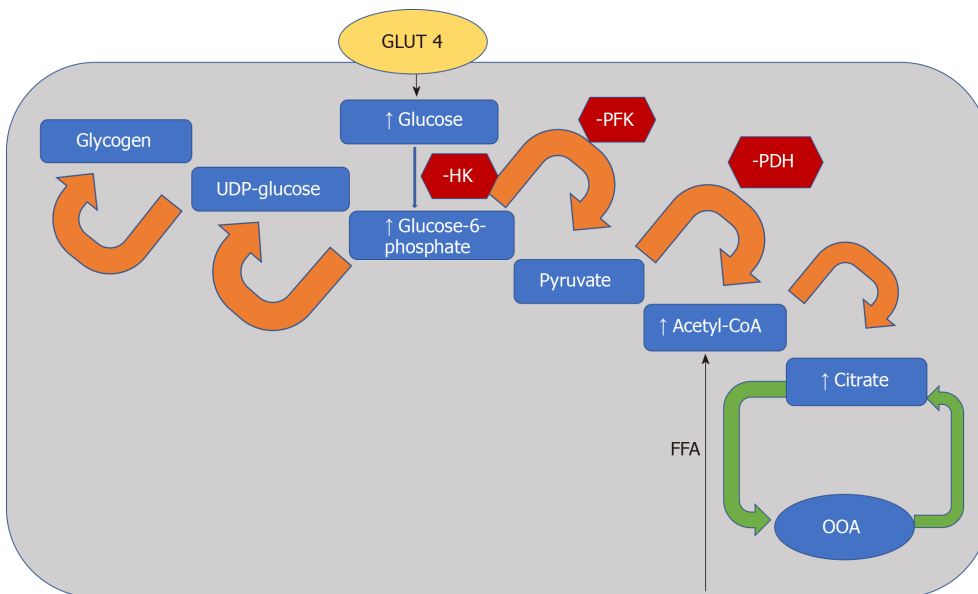 GLUT 4
↑ Glucose
-PFK
Glycogen
-HK
-PDH
UDP-glucose
↑ Glucose-6-
phosphate
Pyruvate
↑ Acetyl-CoA
↑ Citrate
FFA
OOA